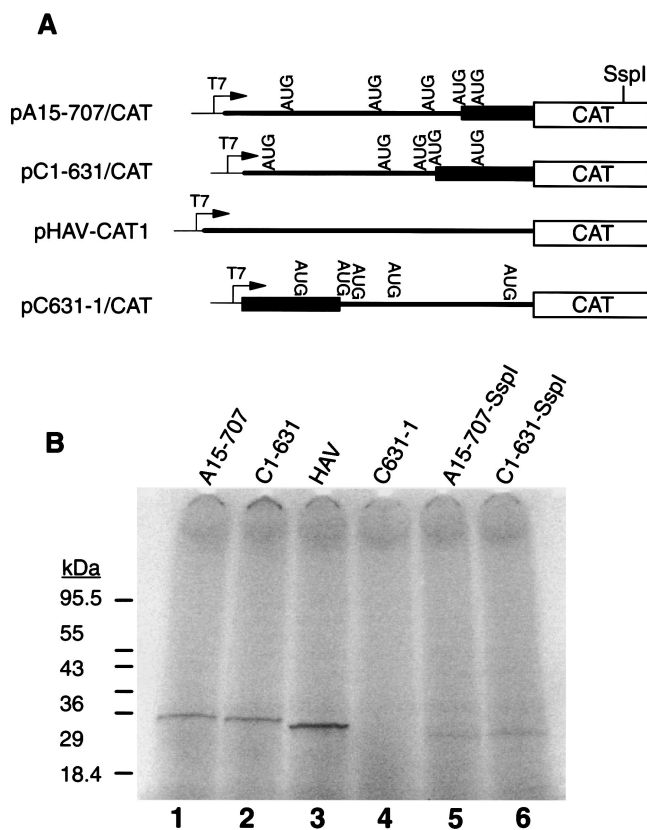 A
SspI
T7 AUG AUG AUG AUG AUG
pA15-707/CAT CAT
T7 AUG AUG AUG AUG AUG
pC1-631/CAT CAT
T7
pHAV-CAT1 CAT
T7 AUG AUG AUG AUG AUG
pC631-1/CAT CAT
B
A15-707 C1-631 HAV C631-1 A15-707-SspI C1-631-SspI
kDa
95.5
55
43
36
29
18.4
1 2 3 4 5 6